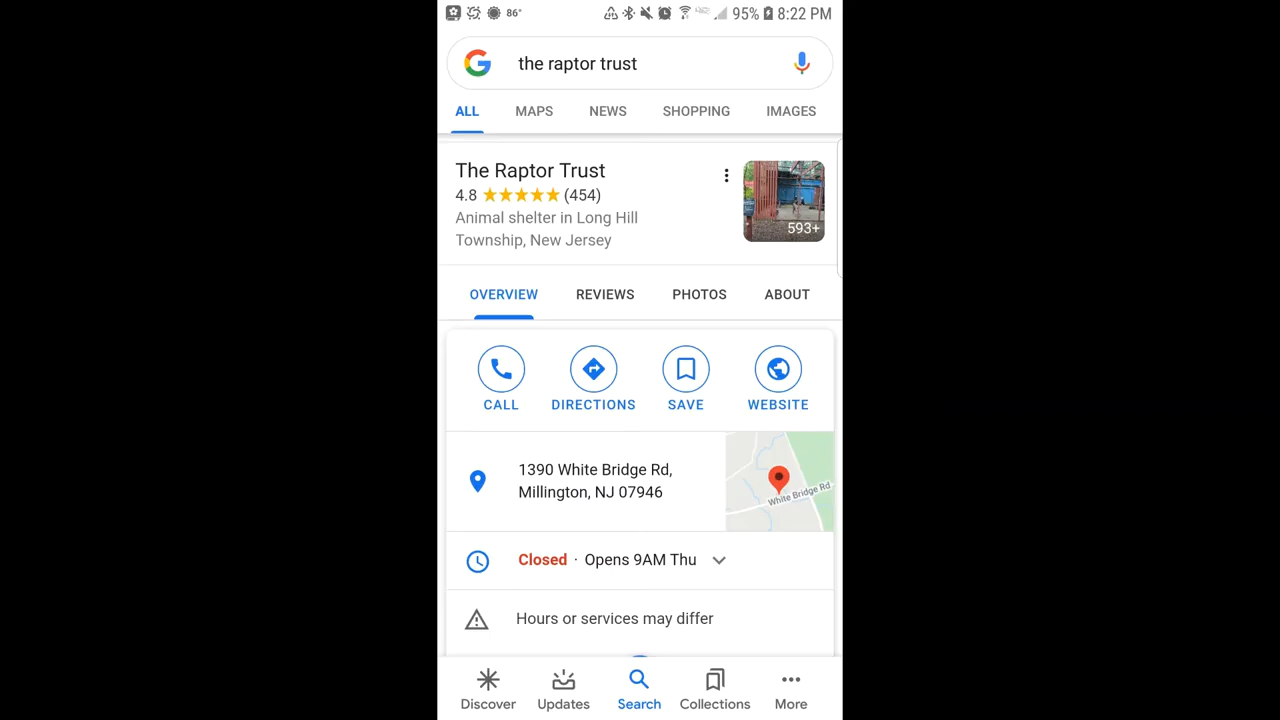 86° 95% 8:22 PM
the raptor trust
ALL MAPS NEWS SHOPPING IMAGES
The Raptor Trust
4.8 (454)
Animal shelter in Long Hill
Township, New Jersey
593+
OVERVIEW REVIEWS PHOTOS ABOUT
CALL DIRECTIONS SAVE WEBSITE
1390 White Bridge Rd,
Millington, NJ 07946
White Bridge Rd
Closed · Opens 9AM Thu
Hours or services may differ
Discover Updates Search Collections More